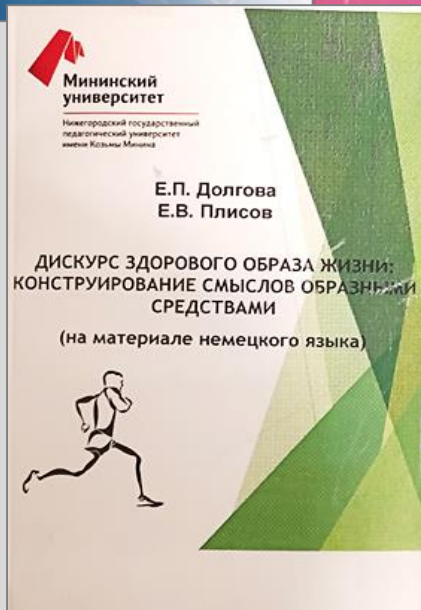 Мининский
университет
Нижегородский государственный
педагогический университет
имени Козьмы Минина
Е.П. Долгова
Е.В. Плисов
ДИСКУРС ЗДОРОВОГО ОБРАЗА ЖИЗНИ:
КОНСТРУИРОВАНИЕ СМЫСЛОВ ОБРАЗНЫМИ
СРЕДСТВАМИ
(на материале немецкого языка)